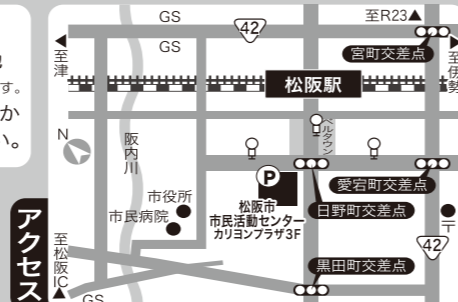 GS
至R23▲
42
GS
▲至津
宮町交差点
至伊勢
す。
か
い。
松阪駅
N
阪内川
ベルタウン
P
愛宕町交差点
市役所
市民病院
松阪市
市民活動センター
カリヨンプラザ3F
日野町交差点
〒
アクセス
至松阪IC▲
42
黒田町交差点
GS